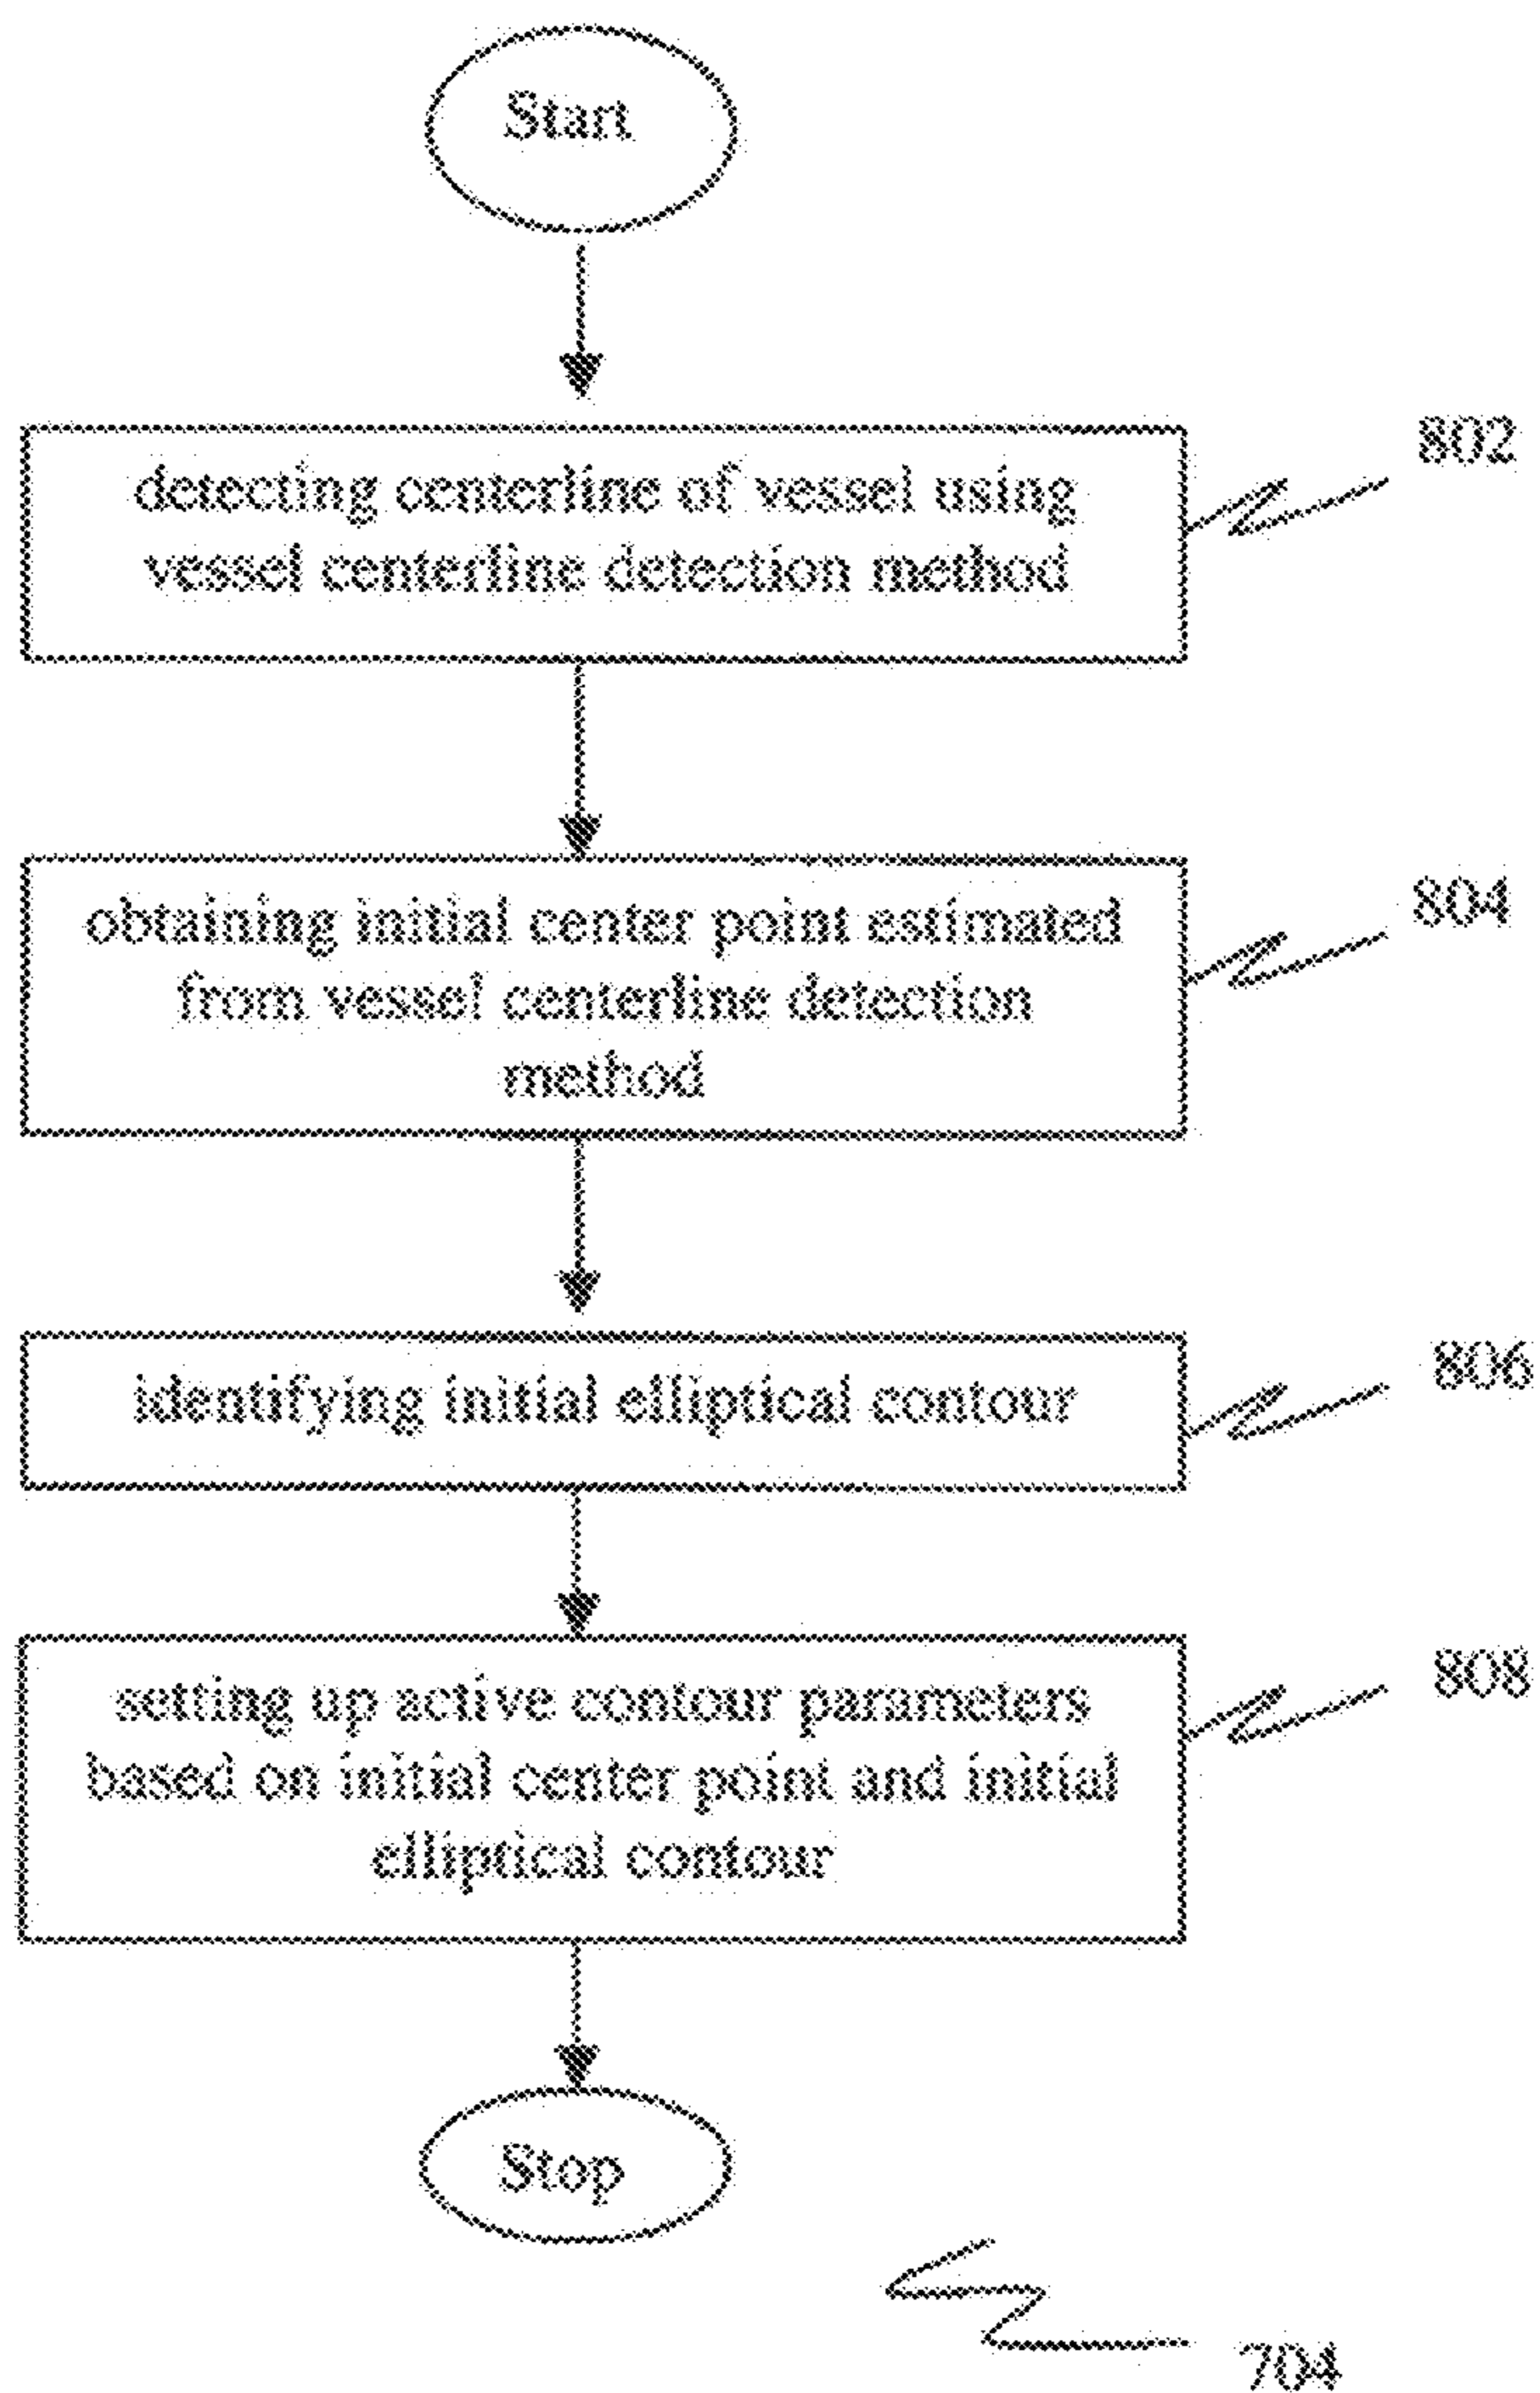 Start
802
detecting centerline of vessel using
vessel centerline detection method
804
obtaining initial center point estimated
from vessel centerline detection
method
806
identifying initial elliptical contour
808
setting up active contour parameters
based on initial center point and initial
elliptical contour
Stop
704